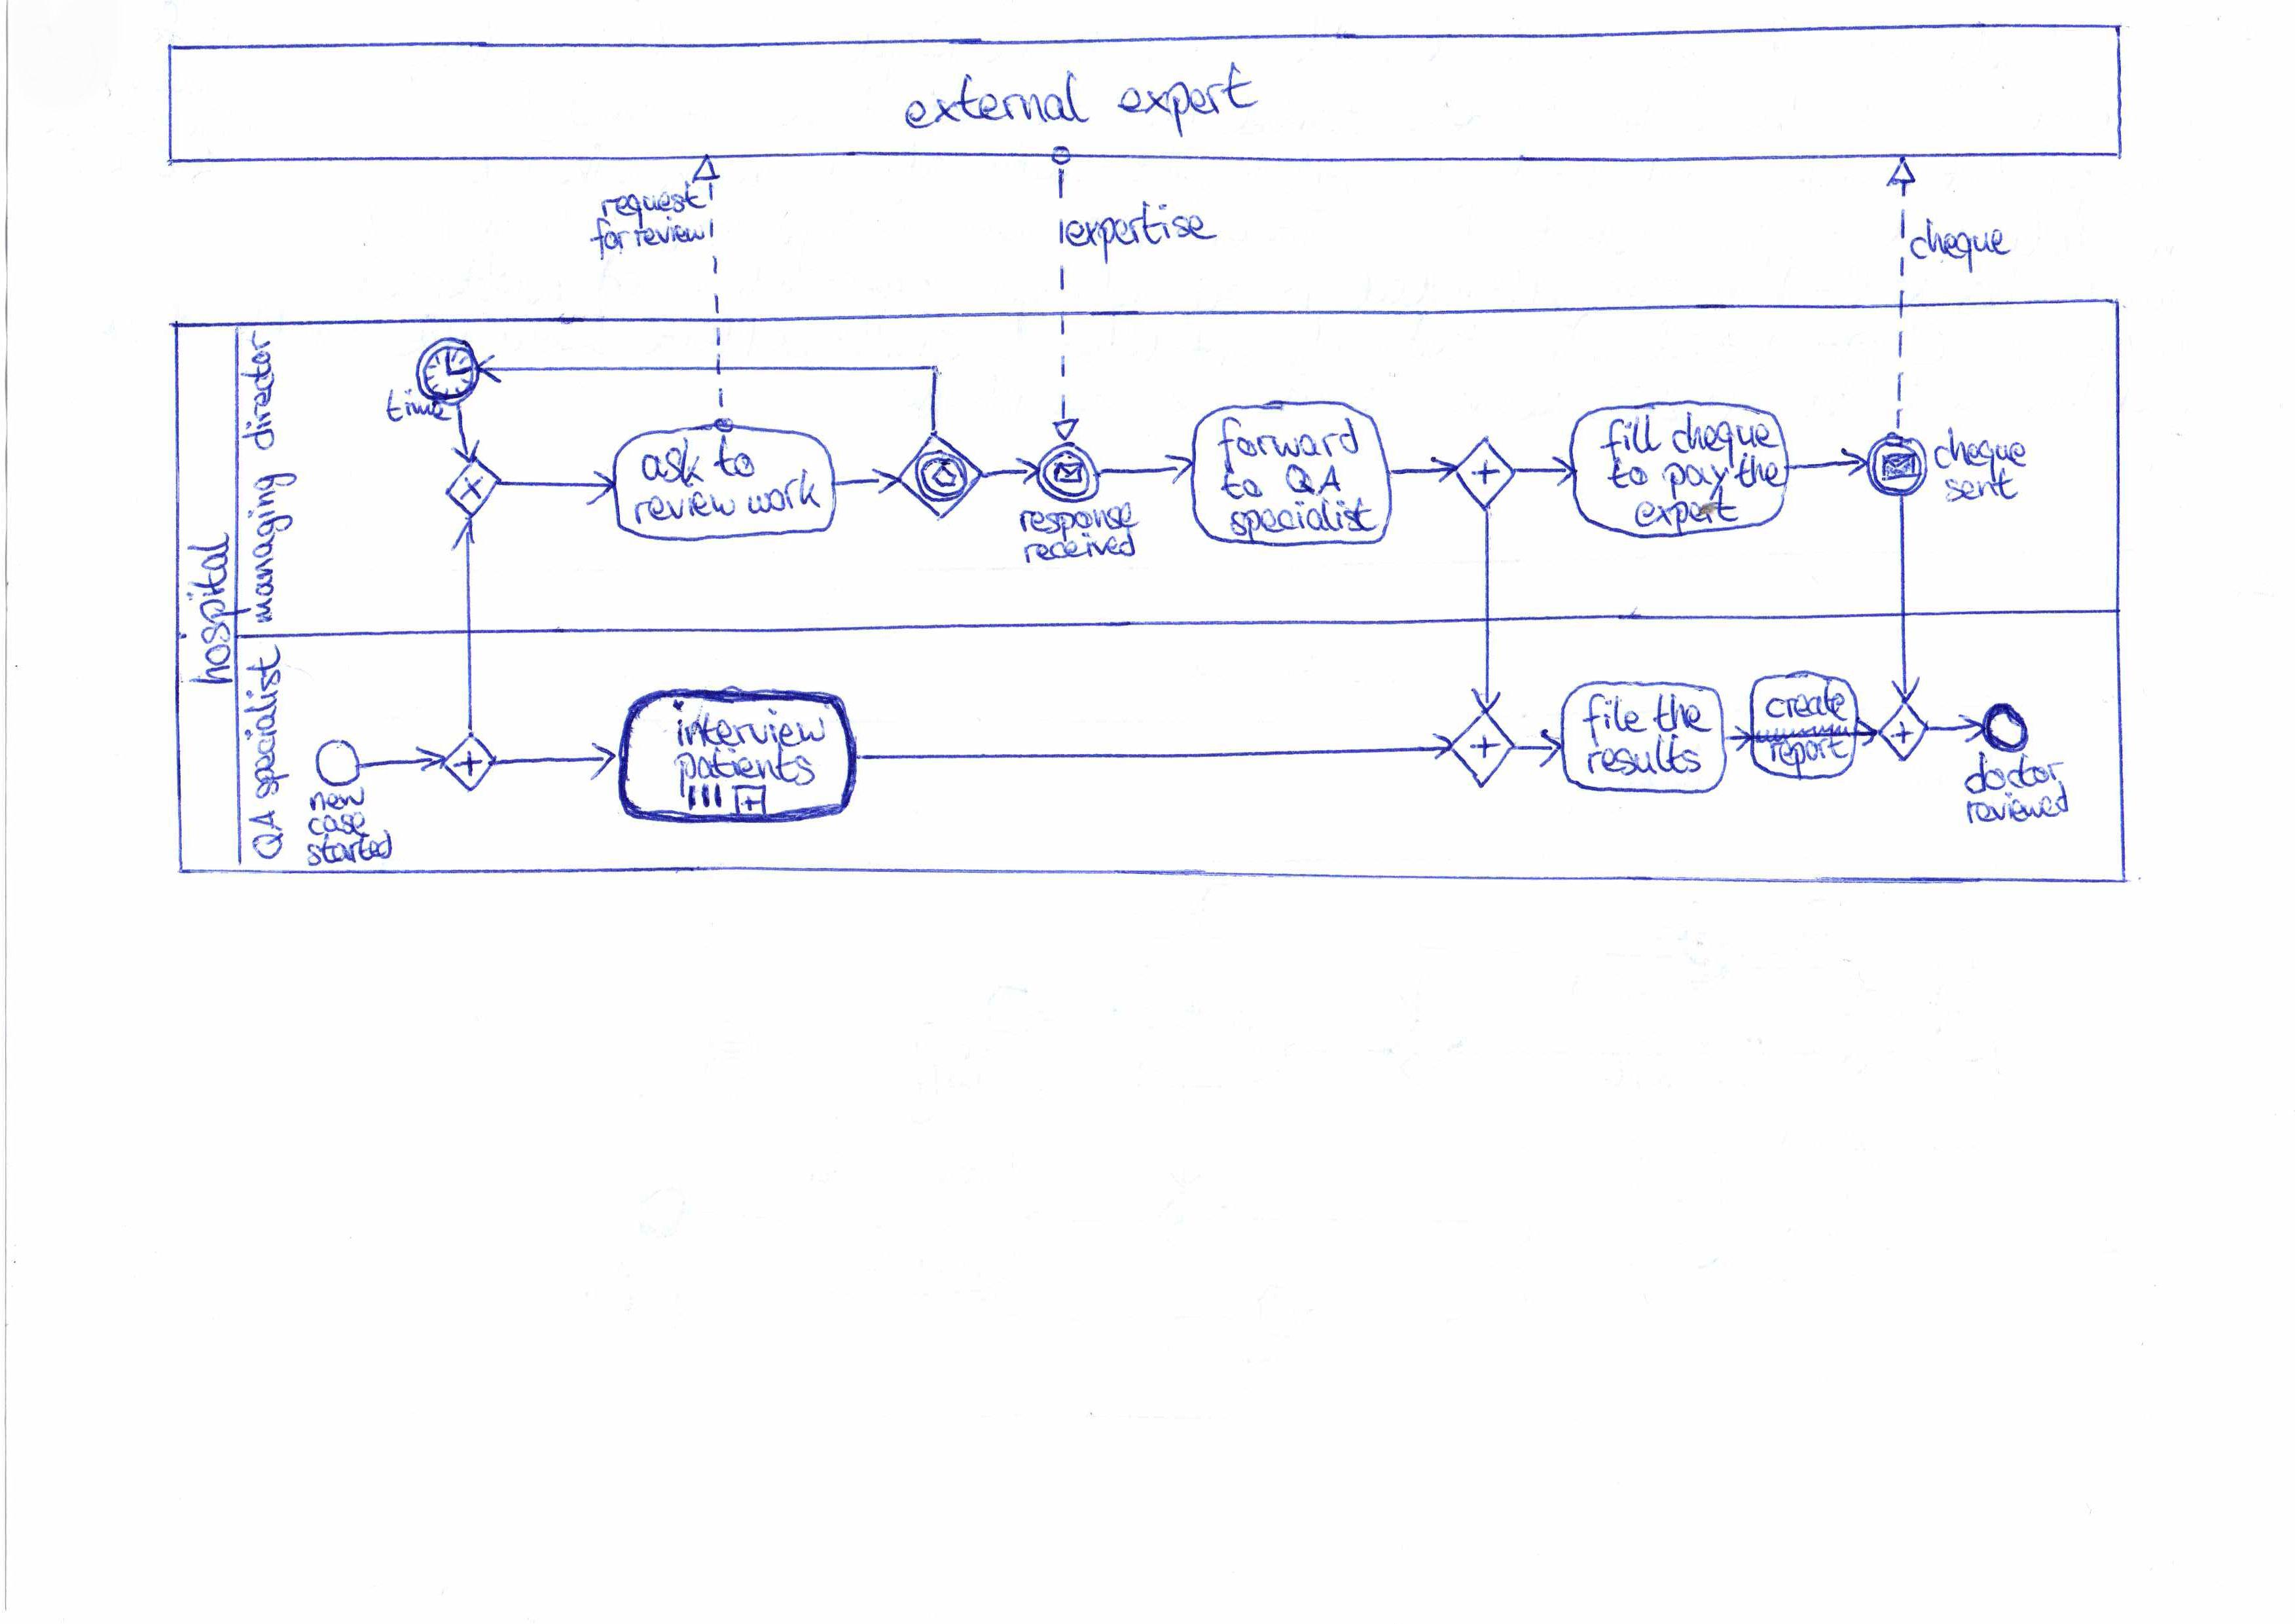 external expert
request
for review
expertise
cheque
hospital
managing director
time
ask to
review work
response
received
forward
to QA
specialist
fill cheque
to pay the
expert
cheque
sent
QA specialist
new
case
started
interview
patients
file the
results
create
report
doctor
reviewed